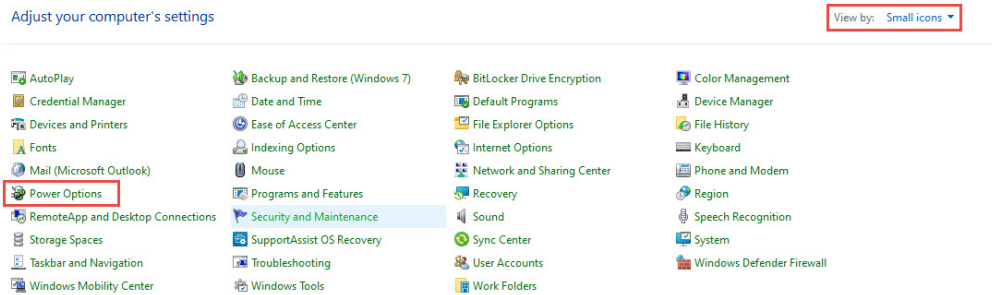 Adjust your computer's settings
View by: Small icons
AutoPlay
Backup and Restore (Windows 7)
BitLocker Drive Encryption
Color Management
Credential Manager
Date and Time
Default Programs
Device Manager
Devices and Printers
Ease of Access Center
File Explorer Options
File History
Fonts
Indexing Options
Internet Options
Keyboard
Mail (Microsoft Outlook)
Mouse
Network and Sharing Center
Phone and Modem
Power Options
Programs and Features
Recovery
Region
RemoteApp and Desktop Connections
Security and Maintenance
Sound
Speech Recognition
Storage Spaces
SupportAssist OS Recovery
Sync Center
System
Taskbar and Navigation
Troubleshooting
User Accounts
Windows Defender Firewall
Windows Mobility Center
Windows Tools
Work Folders